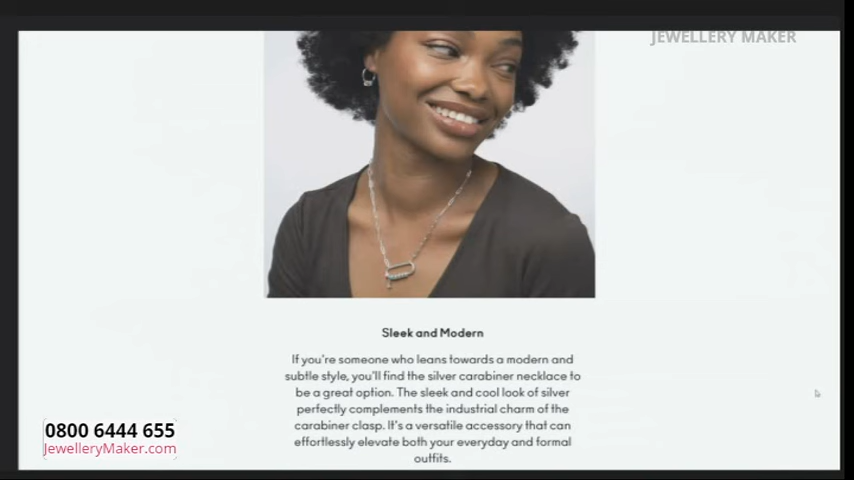 JEWELLERY MAKER
Sleek and Modern
If you're someone who leans towards a modern and
subtle style, you'll find the silver carabiner necklace to
be a great option. The sleek and cool look of silver
perfectly complements the industrial charm of the
carabiner clasp. It's a versatile accessory that can
effortlessly elevate both your everyday and formal
outfits.
0800 6444 655
JewelleryMaker.com